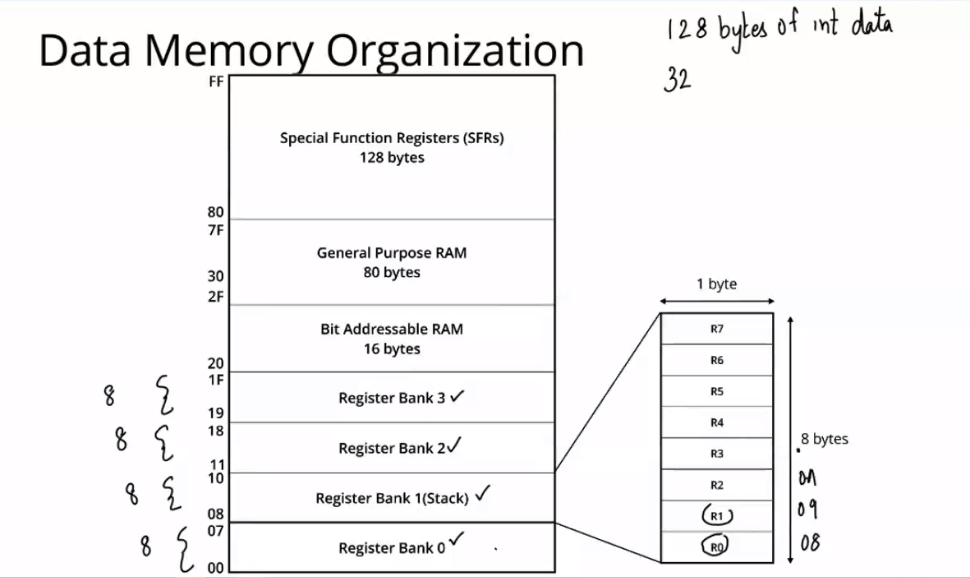 128 bytes of int data
Data Memory Organization
32
FF
Special Function Registers (SFRs)
128 bytes
80
7F
General Purpose RAM
80 bytes
30
2F
1 byte
Bit Addressable RAM
16 bytes
20
1F
8 { Register Bank 3 ✓
19
18
8 { Register Bank 2 ✓
11
10
8 { Register Bank 1(Stack) ✓
08
07
8 { Register Bank 0 ✓
00
R7
R6
R5
R4
R3
8 bytes
R2 0A
R1 09
R0 08